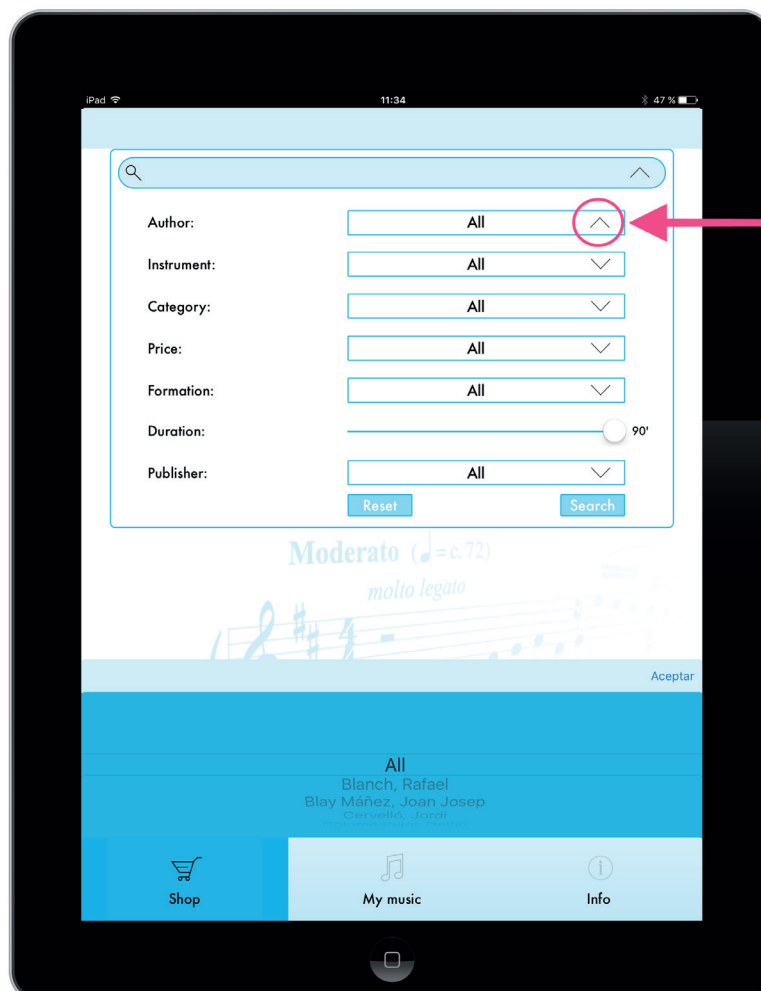 iPad 11:34 47 %
Author: All
Instrument: All
Category: All
Price: All
Formation: All
Duration: 90'
Publisher: All
Reset Search
Moderato (♩= c. 72)
molto legato
Aceptar
All
Blanch, Rafael
Blay Máñez, Joan Josep
Cervelló, Jordi
Shop My music Info